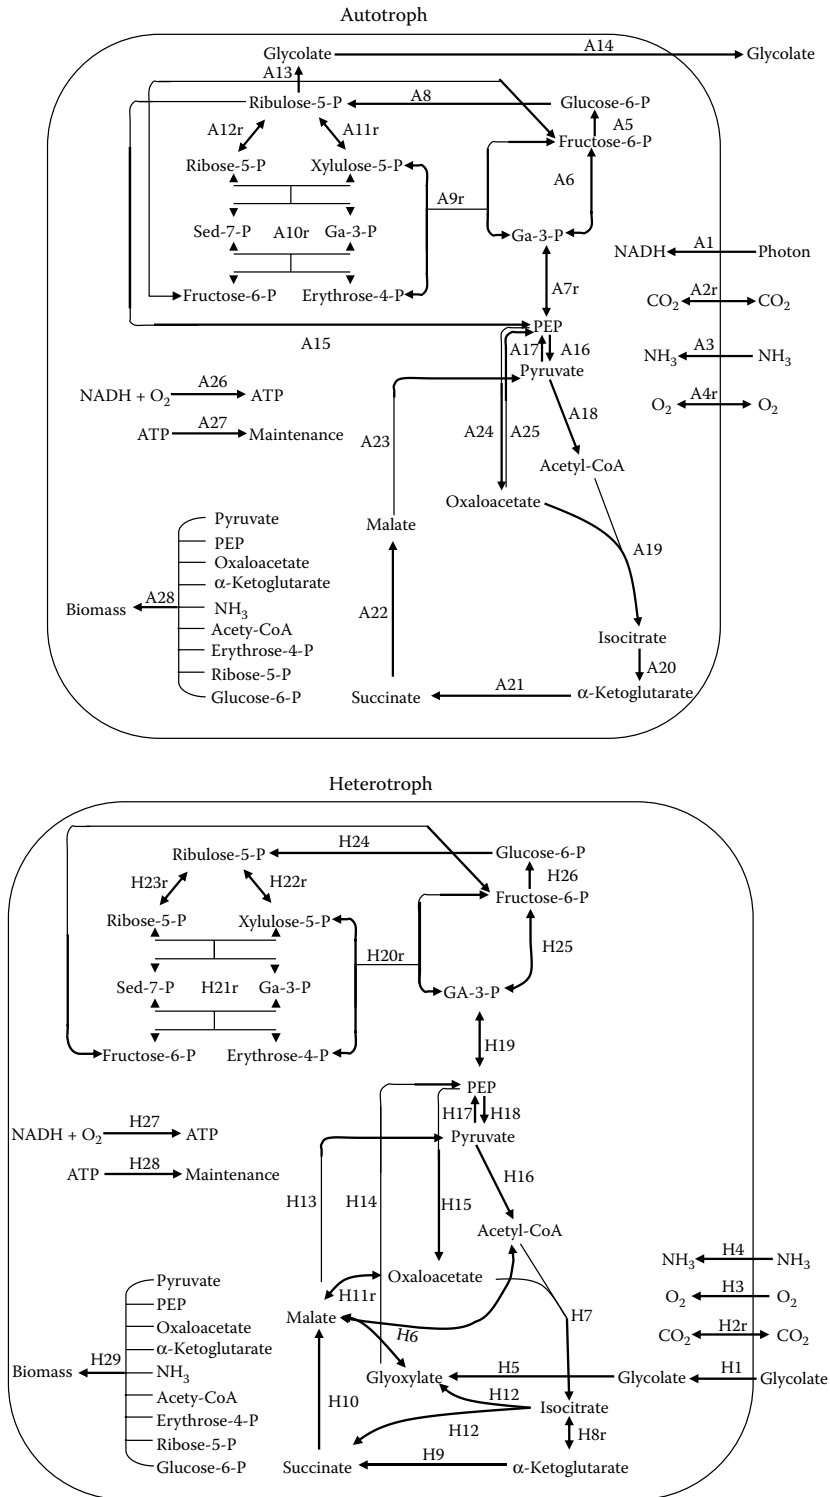 Autotroph
Glycolate A14 Glycolate
A13
Ribulose-5-P A8 Glucose-6-P
A12r A11r A5
Fructose-6-P
Ribose-5-P Xylulose-5-P A6
A9r
Sed-7-P A10r Ga-3-P Ga-3-P
NADH A1 Photon
Fructose-6-P Erythrose-4-P A7r CO2 A2r CO2
PEP
A15 A17 A16 NH3 A3 NH3
Pyruvate
NADH + O2 A26 ATP O2 A4r O2
A18
ATP A27 Maintenance A23 A24 A25
Acetyl-CoA
Oxaloacetate
Pyruvate Malate
PEP A19
Oxaloacetate
α-Ketoglutarate
Biomass A28 NH3 A22
Acety-CoA Isocitrate
Erythrose-4-P A20
Ribose-5-P
Glucose-6-P Succinate A21 α-Ketoglutarate
Heterotroph
Ribulose-5-P H24 Glucose-6-P
H23r H22r H26
Fructose-6-P
Ribose-5-P Xylulose-5-P
H20r H25
Sed-7-P H21r Ga-3-P GA-3-P
H19
Fructose-6-P Erythrose-4-P
PEP
H17 H18
NADH + O2 H27 ATP Pyruvate
ATP H28 Maintenance H16
H13 H14 H15
Acetyl-CoA
NH3 H4 NH3
Pyruvate Oxaloacetate
PEP H11r O2 H3 O2
Malate H7
Oxaloacetate H6 CO2 H2r CO2
α-Ketoglutarate
Biomass H29 NH3 Glyoxylate H5 Glycolate H1 Glycolate
Acety-CoA H10 H12 Isocitrate
Erythrose-4-P H12 H8r
Ribose-5-P
Glucose-6-P Succinate H9 α-Ketoglutarate